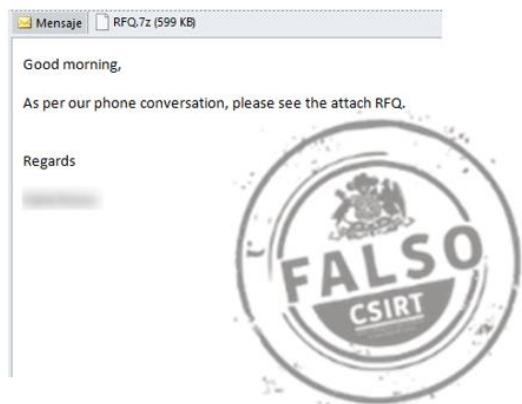 Mensaje RFQ.7z (599 KB)
Good morning,
As per our phone conversation, please see the attach RFQ.
Regards
FALSO
CSIRT